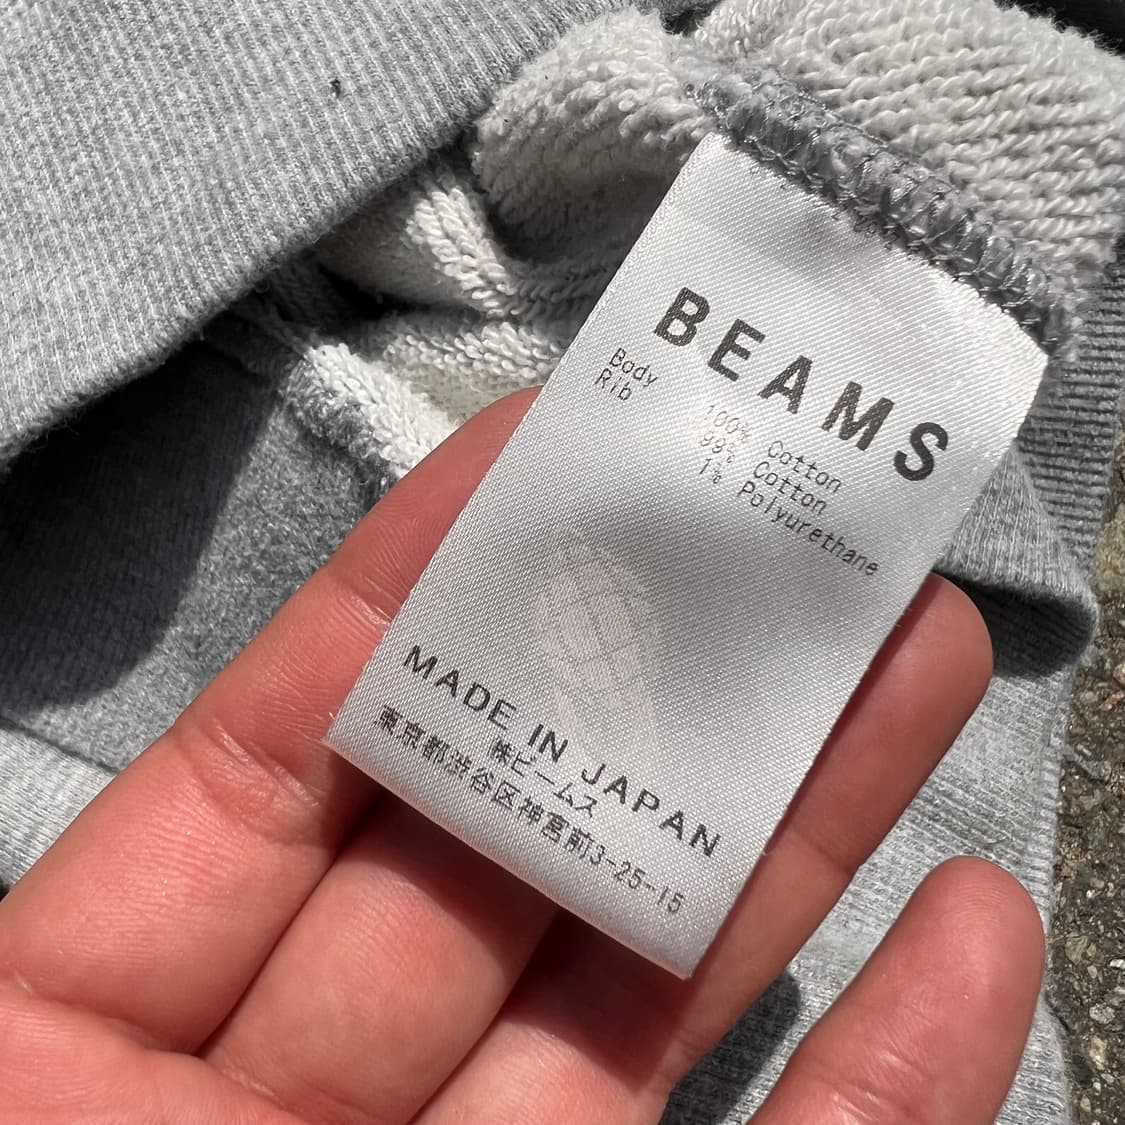 BEAMS
Body 100% Cotton
Rib 99% Cotton
1% Polyurethane
MADE IN JAPAN
㈱ビームス
東京都渋谷区神宮前3-25-15